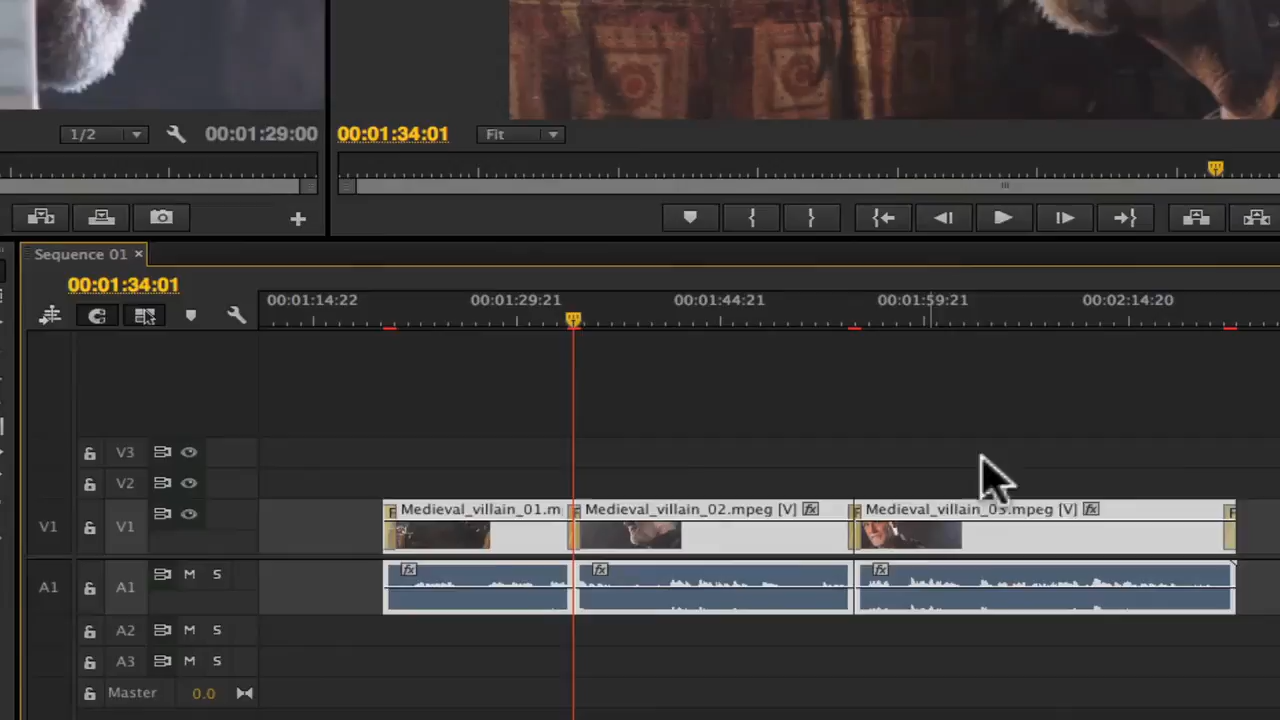 1/2
00:01:29:00
00:01:34:01
Fit
Sequence 01
00:01:34:01
00:01:14:22
00:01:29:21
00:01:44:21
00:01:59:21
00:02:14:20
V3
V2
V1
V1
F
Medieval_villain_01.m
F
Medieval_villain_02.mpeg [V] fx
F
Medieval_villain_03.mpeg [V] fx
F
A1
A1
M S
fx
fx
fx
A2
M S
A3
M S
Master
0.0